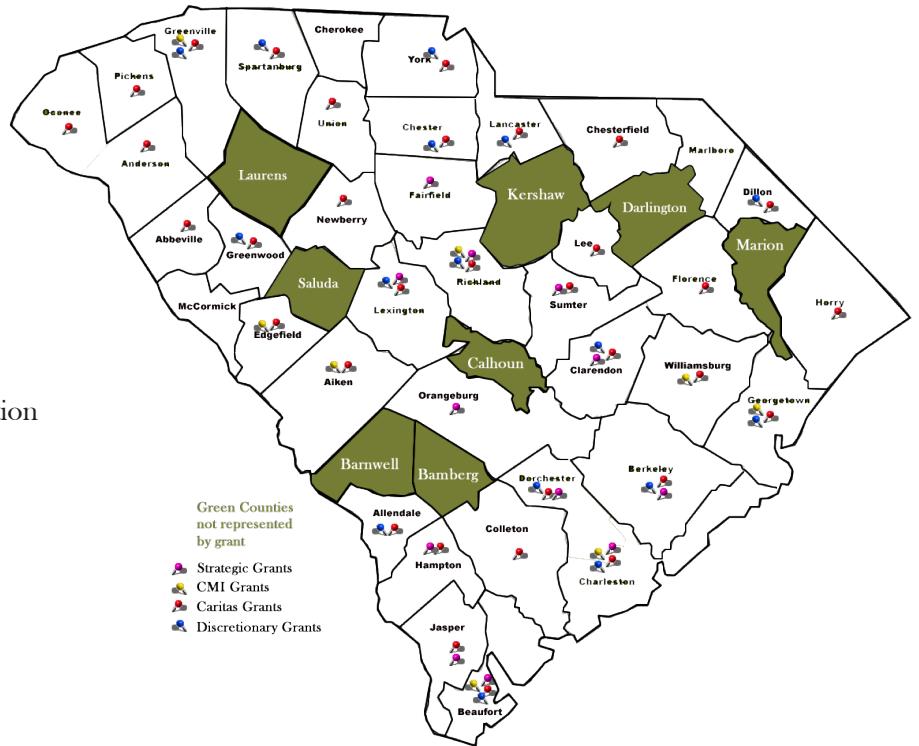 Greenville
Cherokee
York
Spartanburg
Pickens
Oconee
Union
Chester
Lancaster
Chesterfield
Marlboro
Anderson
Laurens
Fairfield
Kershaw
Darlington
Dillon
Newberry
Abbeville
Greenwood
Lee
Marion
Saluda
Richland
Florence
McCormick
Lexington
Sumter
Horry
Edgefield
Calhoun
Clarendon
Williamsburg
Aiken
Orangeburg
Georgetown
tion
Barnwell
Bamberg
Dorchester
Berkeley
Allendale
Colleton
Hampton
Charleston
Green Counties
not represented
by grant
Strategic Grants
CMI Grants
Caritas Grants
Discretionary Grants
Jasper
Beaufort